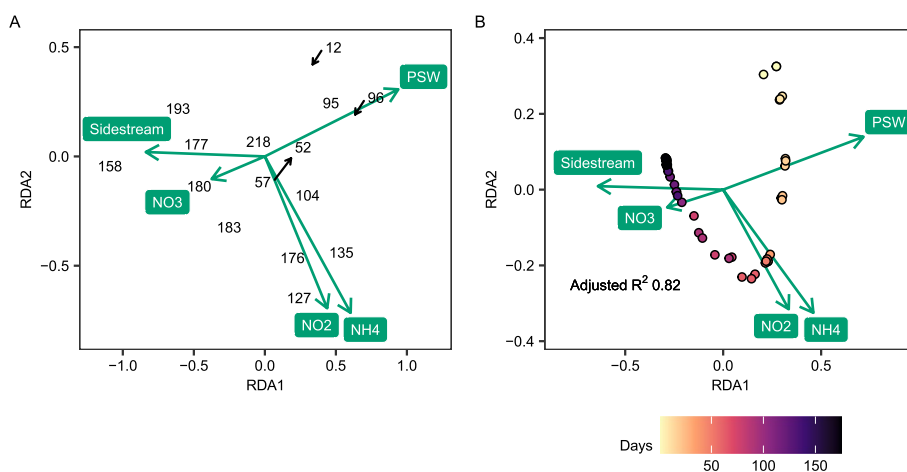 A
B
0.5
0.0
−0.5
RDA2
−1.0
−0.5
0.0
0.5
1.0
RDA1
12
PSW
96
95
193
Sidestream
177
218
52
158
180
57
NO3
104
183
176
135
127
NO2
NH4
0.4
0.2
0.0
−0.2
−0.4
RDA2
PSW
Sidestream
NO3
Adjusted R² 0.82
NO2
NH4
−0.5
0.0
0.5
RDA1
Days
50
100
150